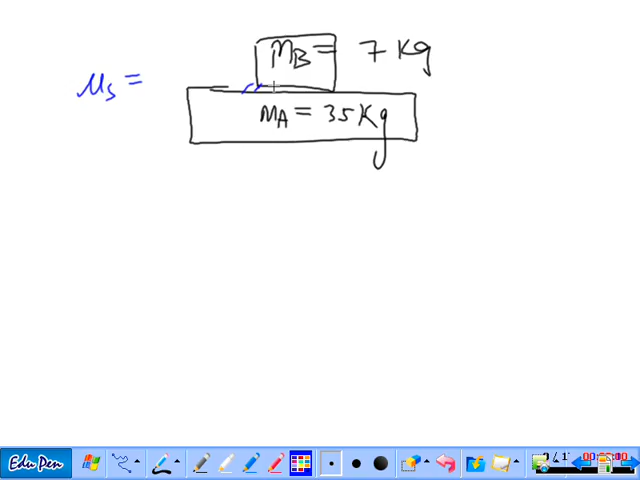 mB = 7 Kg
μs =
mA = 35 Kg
Edu Pen